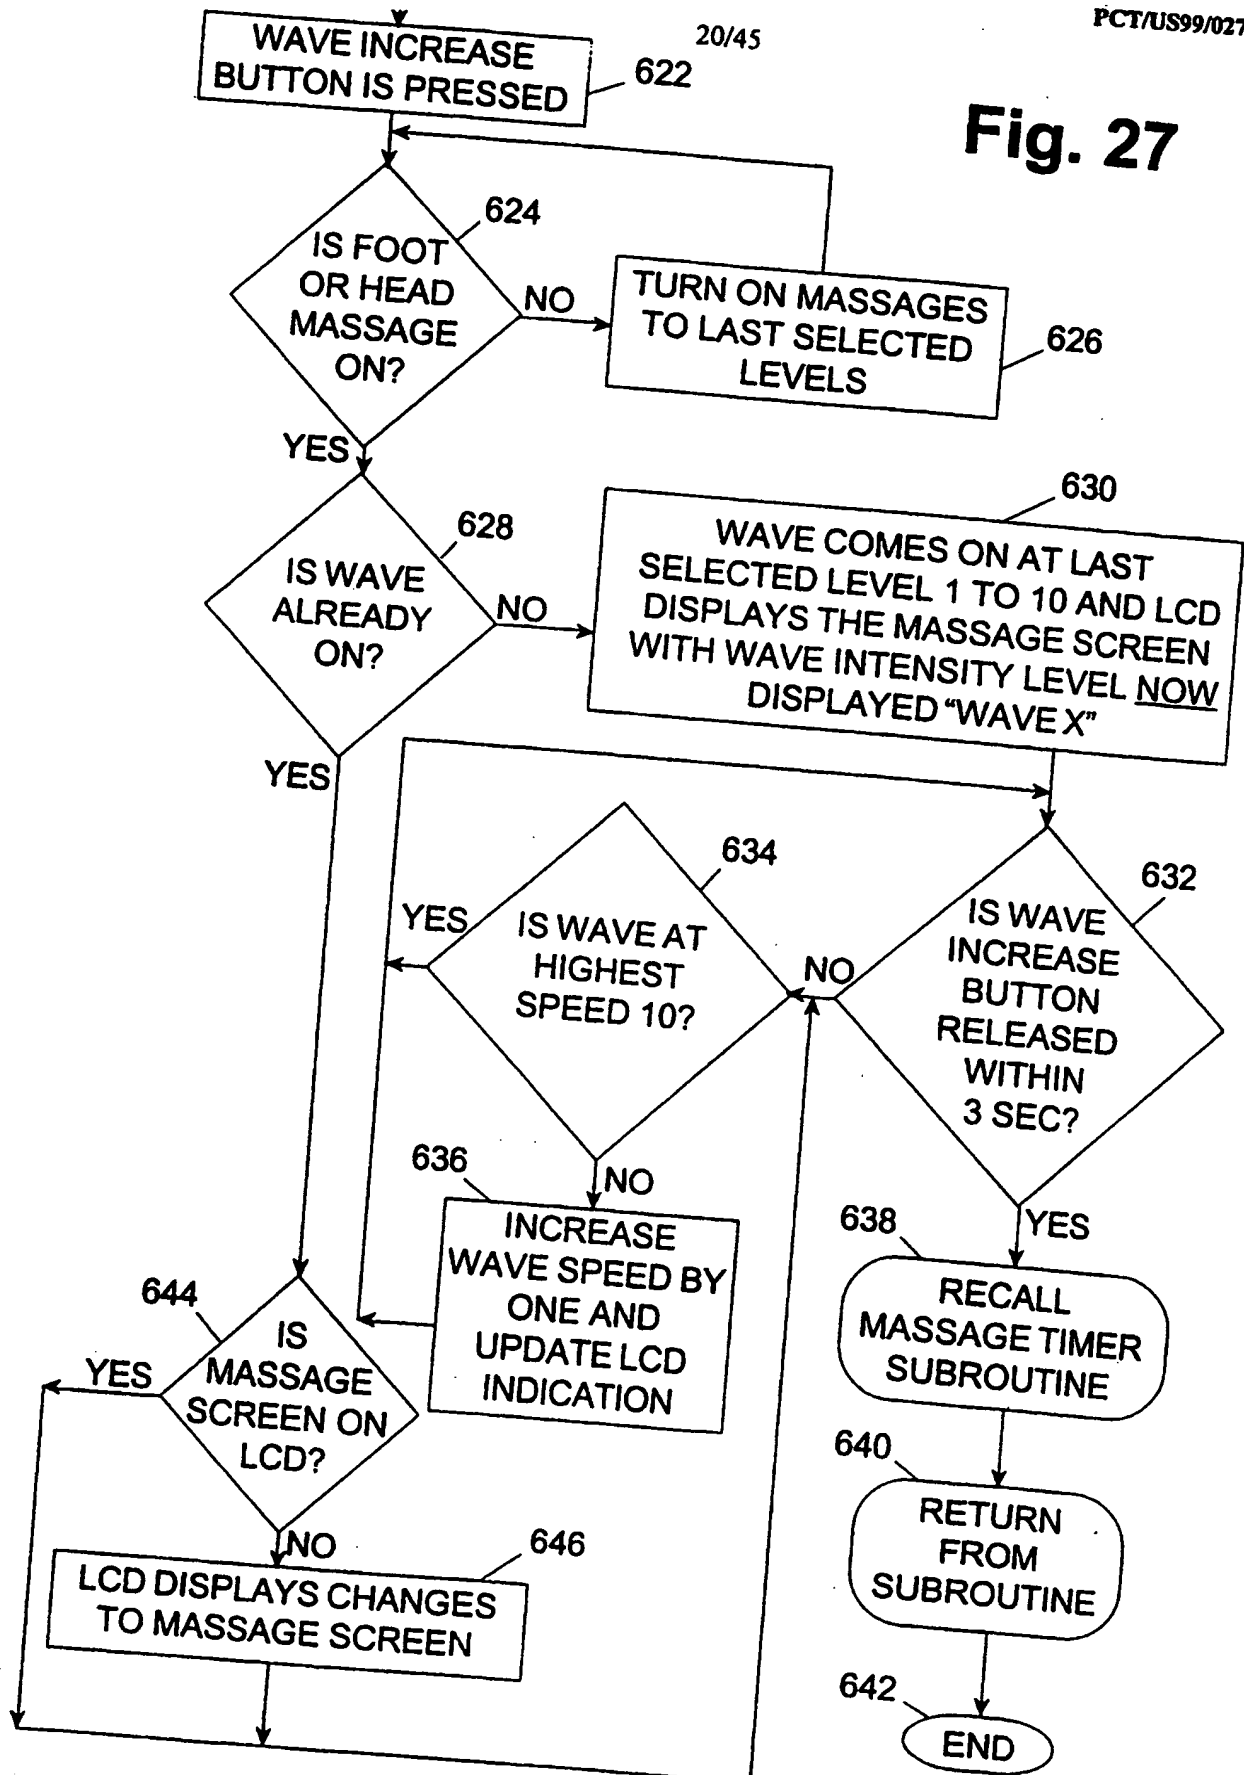 20/45
PCT/US99/027
Fig. 27
WAVE INCREASE
BUTTON IS PRESSED
622
IS FOOT
OR HEAD
MASSAGE
ON?
624
NO
TURN ON MASSAGES
TO LAST SELECTED
LEVELS
626
YES
IS WAVE
ALREADY
ON?
628
NO
630
WAVE COMES ON AT LAST
SELECTED LEVEL 1 TO 10 AND LCD
DISPLAYS THE MASSAGE SCREEN
WITH WAVE INTENSITY LEVEL NOW
DISPLAYED "WAVE X"
YES
634
IS WAVE AT
HIGHEST
SPEED 10?
YES
NO
632
IS WAVE
INCREASE
BUTTON
RELEASED
WITHIN
3 SEC?
NO
636
INCREASE
WAVE SPEED BY
ONE AND
UPDATE LCD
INDICATION
YES
638
RECALL
MASSAGE TIMER
SUBROUTINE
644
IS
MASSAGE
SCREEN ON
LCD?
YES
NO
646
LCD DISPLAYS CHANGES
TO MASSAGE SCREEN
640
RETURN
FROM
SUBROUTINE
642
END